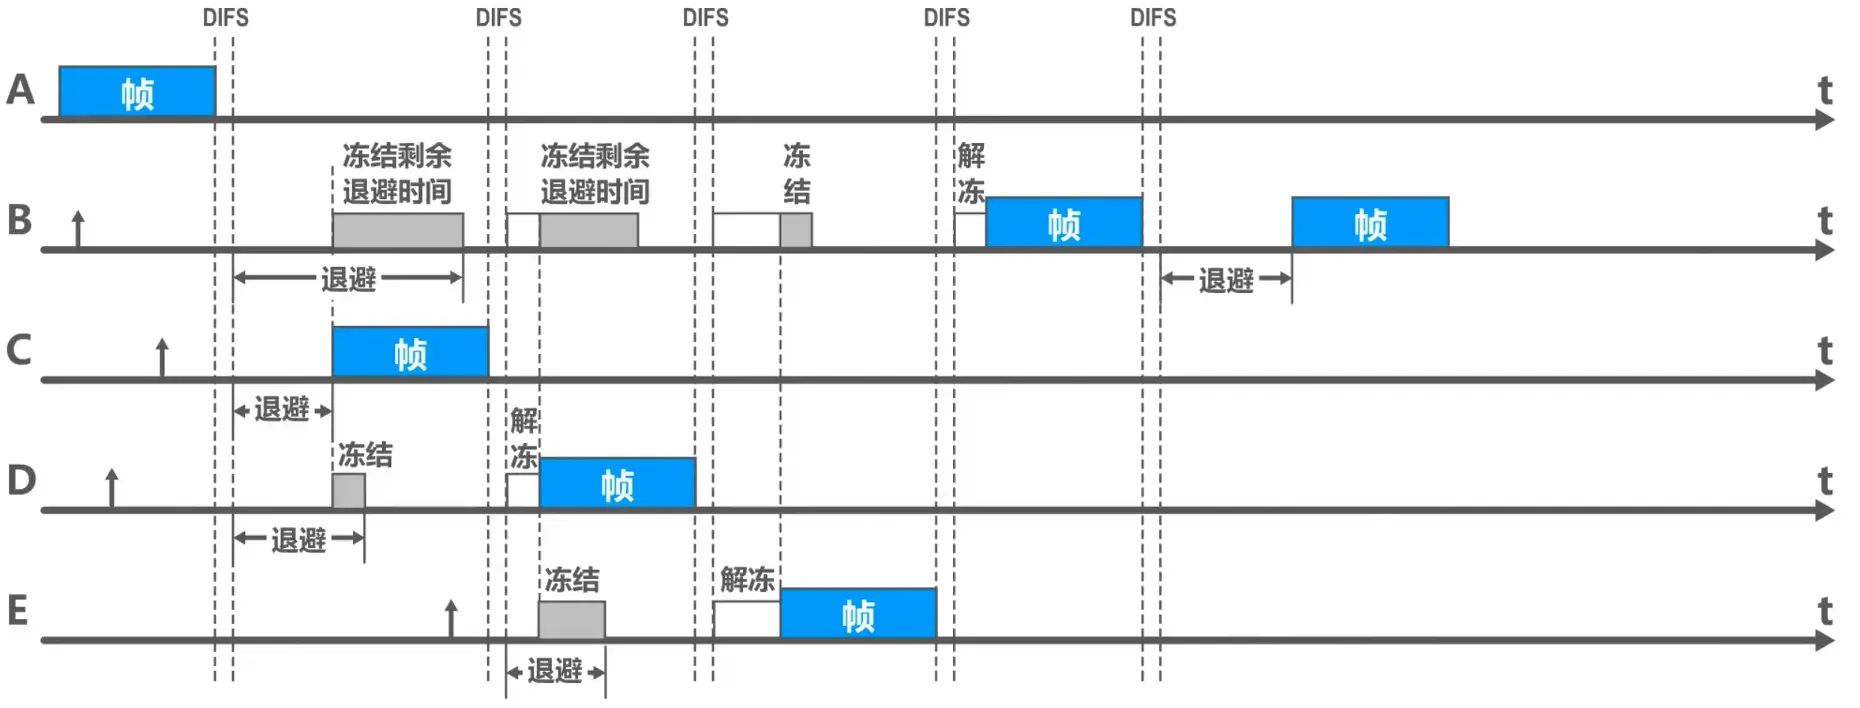 DIFS DIFS DIFS DIFS DIFS
A 帧 t
冻结剩余 冻结剩余 冻 解
退避时间 退避时间 结 冻
B 帧 帧 t
退避 退避
C 帧 t
退避 解
冻结 冻
D 帧 t
退避
冻结 解冻
E 帧 t
退避